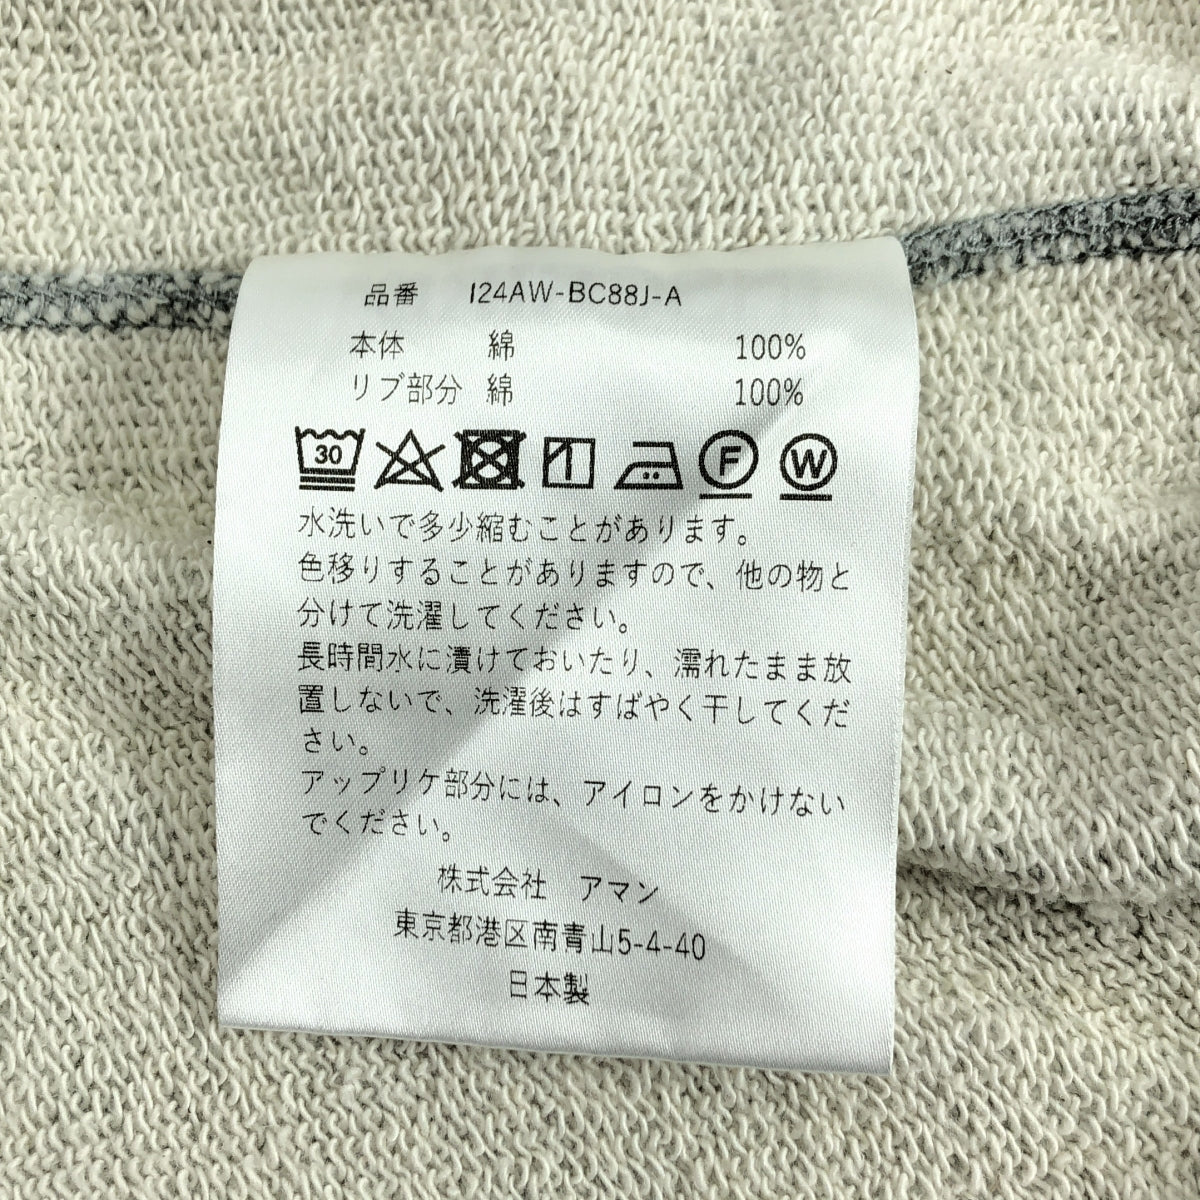 品番 I24AW-BC88J-A
本体 綿 100%
リブ部分 綿 100%
30 F W
水洗いで多少縮むことがあります。
色移りすることがありますので、他の物と
分けて洗濯してください。
長時間水に漬けておいたり、濡れたまま放
置しないで、洗濯後はすばやく干してくだ
さい。
アップリケ部分には、アイロンをかけない
でください。
株式会社 アマン
東京都港区南青山5-4-40
日本製